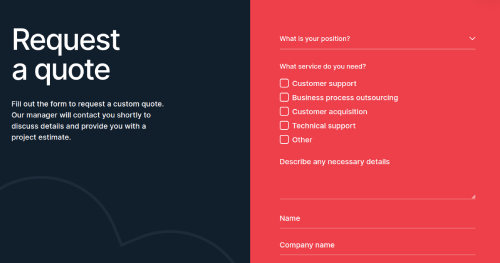 Request
a quote
Fill out the form to request a custom quote.
Our manager will contact you shortly to
discuss details and provide you with a
project estimate.
What is your position?
What service do you need?
Customer support
Business process outsourcing
Customer acquisition
Technical support
Other
Describe any necessary details
Name
Company name